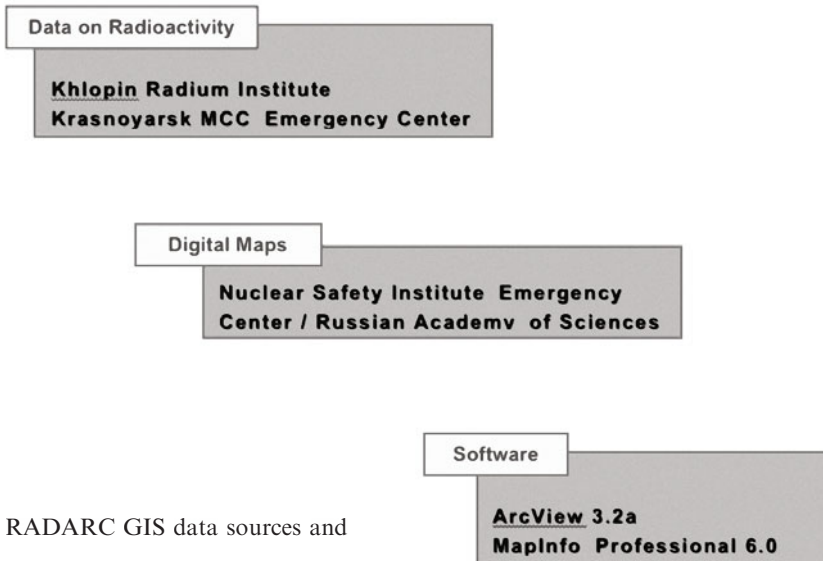 Data on Radioactivity
Khlopin Radium Institute
Krasnoyarsk MCC Emergency Center
Digital Maps
Nuclear Safety Institute Emergency
Center / Russian Academy of Sciences
Software
ArcView 3.2a
MapInfo Professional 6.0
RADARC GIS data sources and